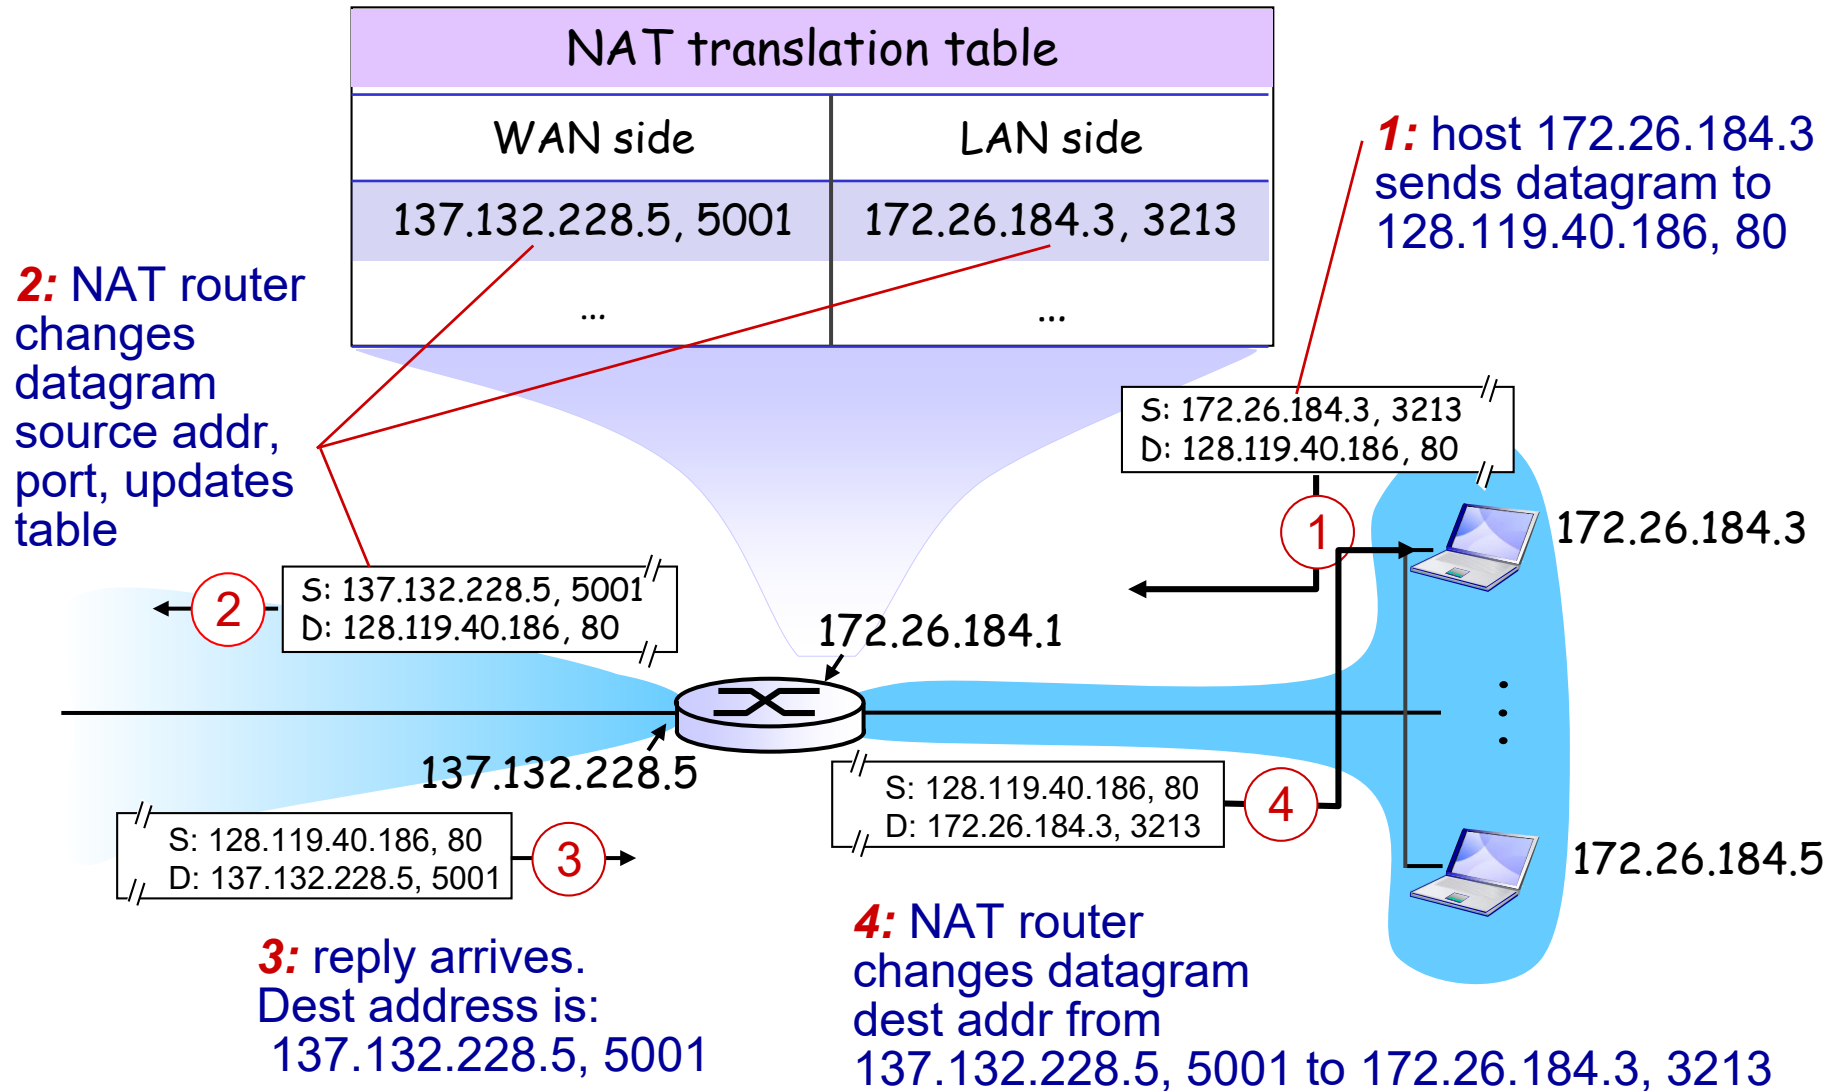 NAT translation table
WAN side
LAN side
137.132.228.5, 5001
172.26.184.3, 3213
...
...
1: host 172.26.184.3
sends datagram to
128.119.40.186, 80
2: NAT router
changes
datagram
source addr,
port, updates
table
S: 172.26.184.3, 3213
D: 128.119.40.186, 80
1
172.26.184.3
2
S: 137.132.228.5, 5001
D: 128.119.40.186, 80
172.26.184.1
137.132.228.5
S: 128.119.40.186, 80
D: 137.132.228.5, 5001
3
S: 128.119.40.186, 80
D: 172.26.184.3, 3213
4
172.26.184.5
3: reply arrives.
Dest address is:
137.132.228.5, 5001
4: NAT router
changes datagram
dest addr from
137.132.228.5, 5001 to 172.26.184.3, 3213